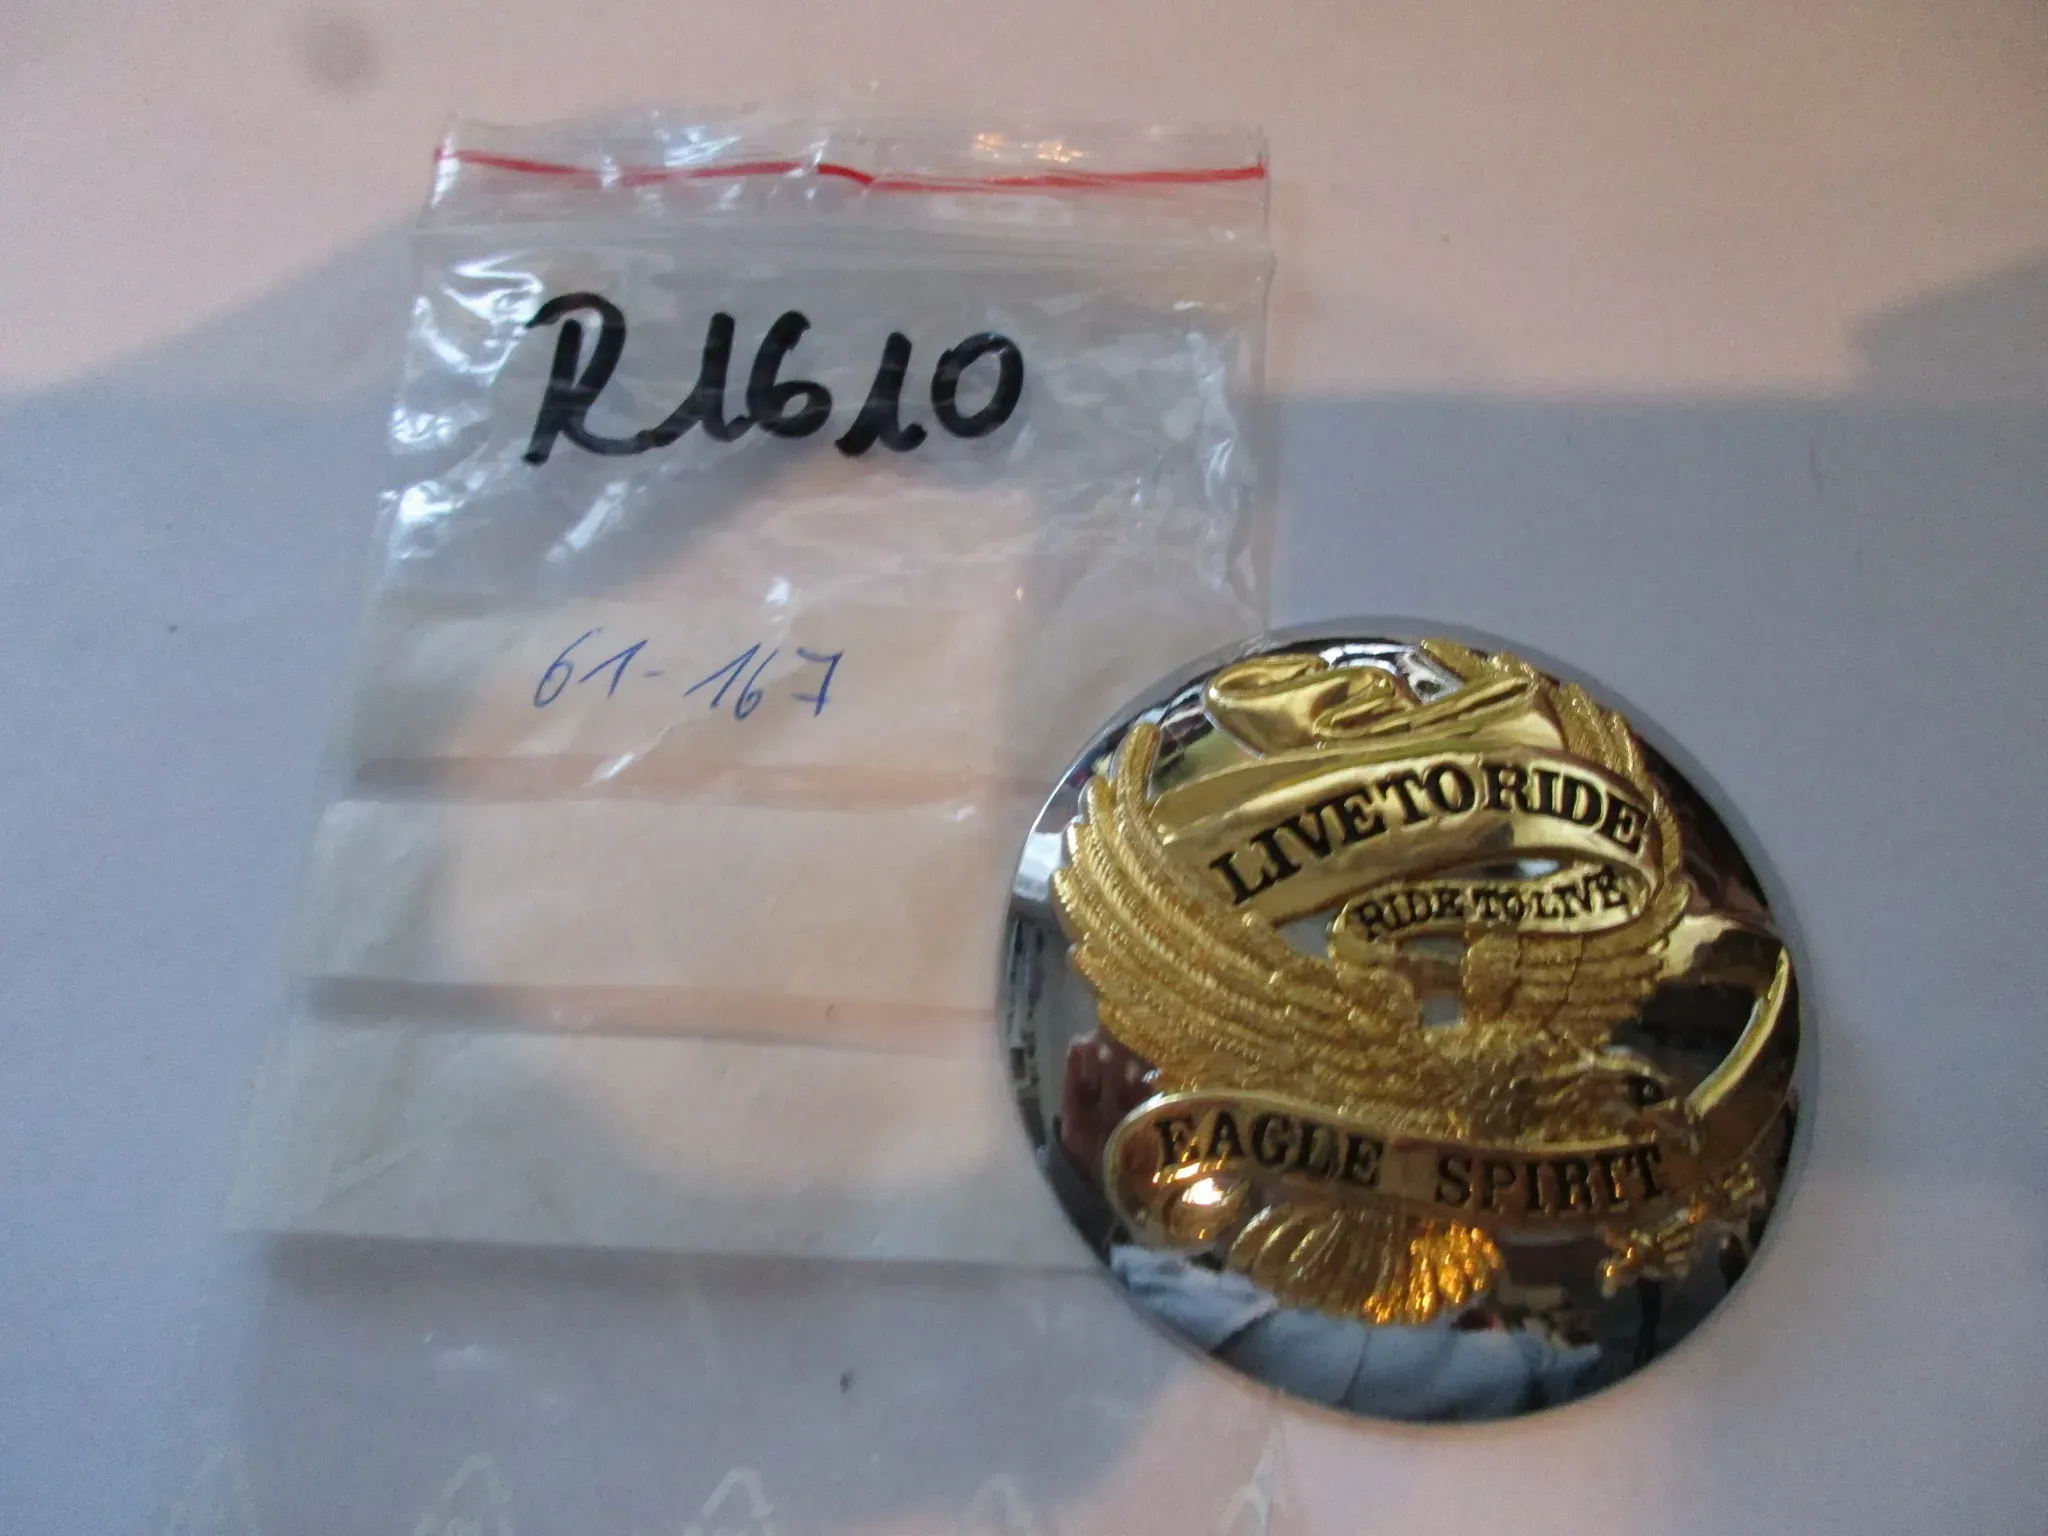 R1610
61-167
LIVE TO RIDE
RIDE TO LIVE
EAGLE SPIRIT